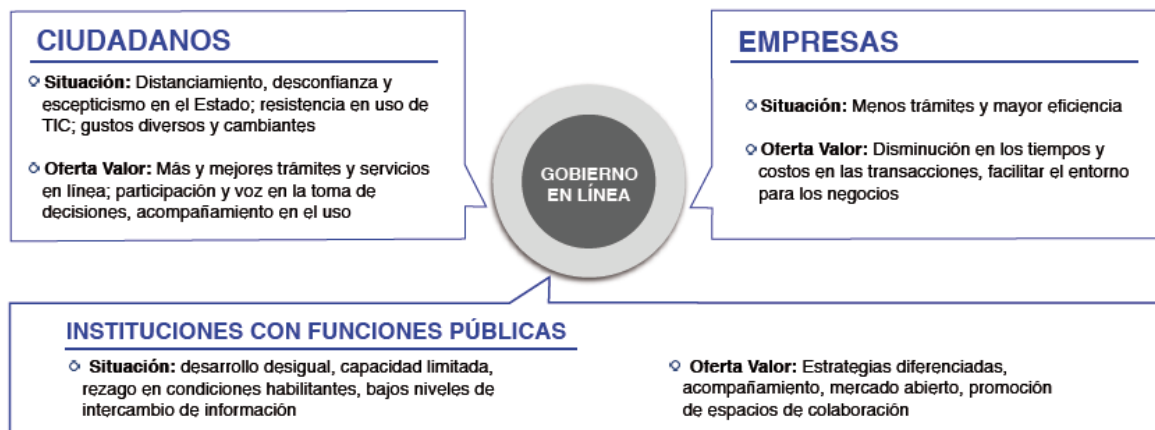 CIUDADANOS
Situación: Distanciamiento, desconfianza y
escepticismo en el Estado; resistencia en uso de
TIC; gustos diversos y cambiantes
Oferta Valor: Más y mejores trámites y servicios
en línea; participación y voz en la toma de
decisiones, acompañamiento en el uso
GOBIERNO
EN LÍNEA
EMPRESAS
Situación: Menos trámites y mayor eficiencia
Oferta Valor: Disminución en los tiempos y
costos en las transacciones, facilitar el entorno
para los negocios
INSTITUCIONES CON FUNCIONES PÚBLICAS
Situación: desarrollo desigual, capacidad limitada,
rezago en condiciones habilitantes, bajos niveles de
intercambio de información
Oferta Valor: Estrategias diferenciadas,
acompañamiento, mercado abierto, promoción
de espacios de colaboración